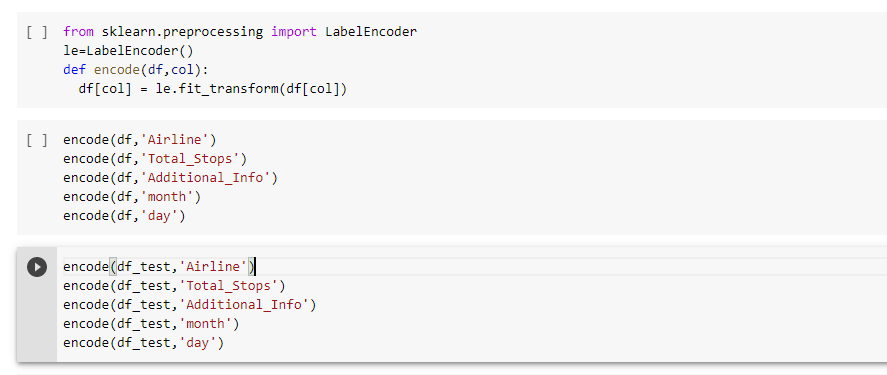 [ ] from sklearn.preprocessing import LabelEncoder
le=LabelEncoder()
def encode(df,col):
  df[col] = le.fit_transform(df[col])
[ ] encode(df,'Airline')
encode(df,'Total_Stops')
encode(df,'Additional_Info')
encode(df,'month')
encode(df,'day')
encode(df_test,'Airline')
encode(df_test,'Total_Stops')
encode(df_test,'Additional_Info')
encode(df_test,'month')
encode(df_test,'day')